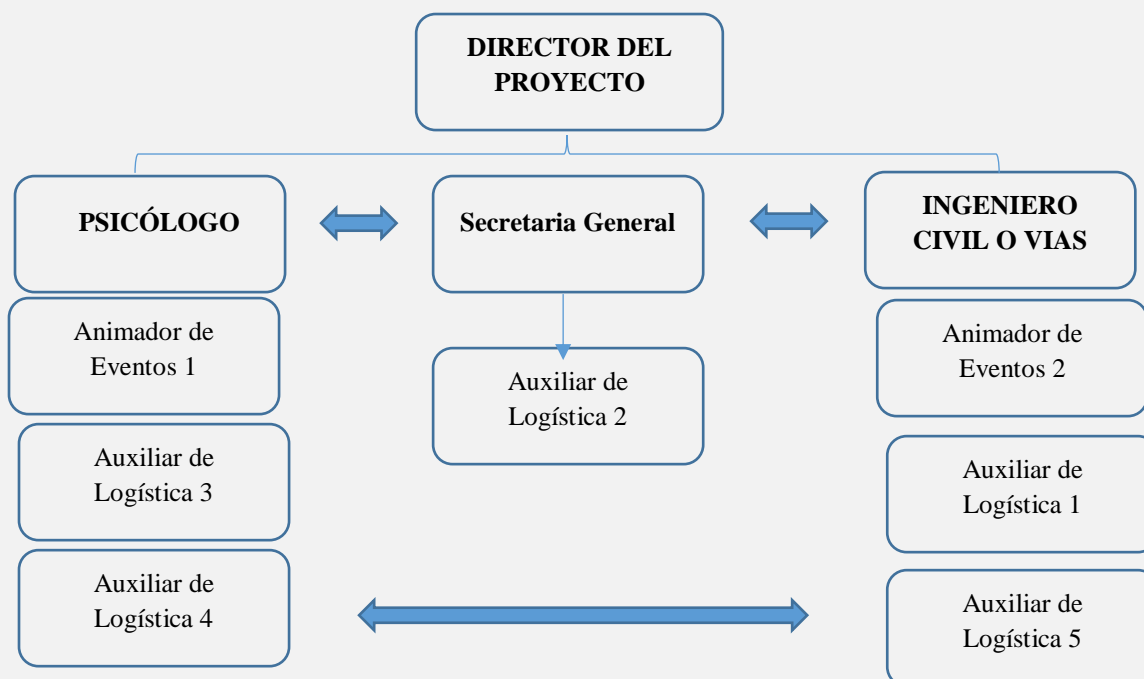 DIRECTOR DEL
PROYECTO
PSICÓLOGO
Secretaria General
INGENIERO
CIVIL O VIAS
Animador de
Eventos 1
Auxiliar de
Logística 2
Animador de
Eventos 2
Auxiliar de
Logística 3
Auxiliar de
Logística 1
Auxiliar de
Logística 4
Auxiliar de
Logística 5